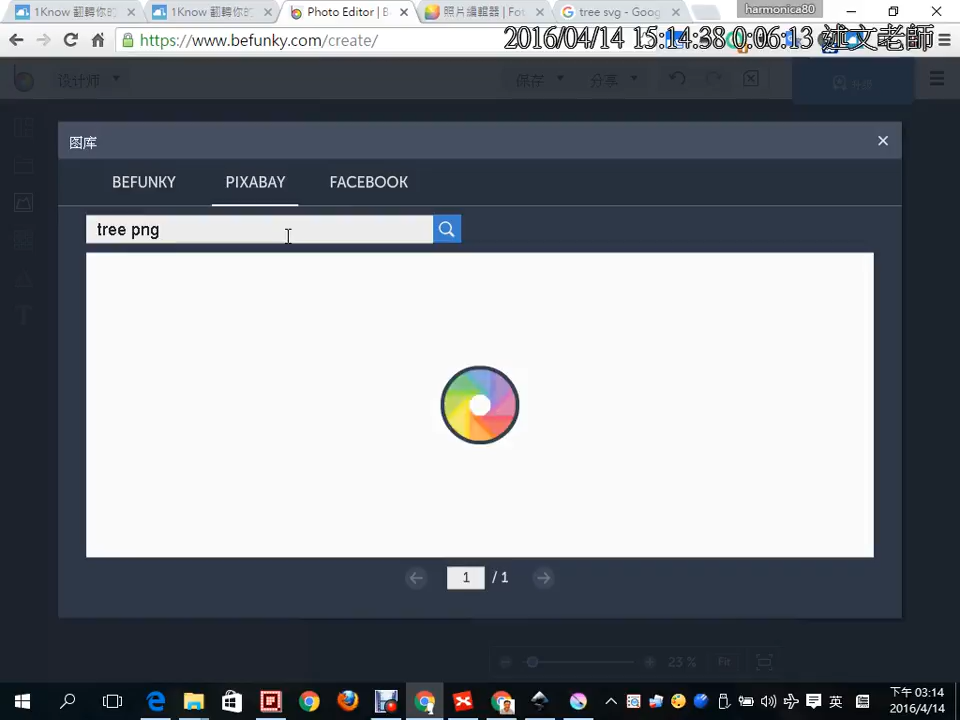 1Know 翻轉你的
1Know 翻轉你的
Photo Editor | B
照片編輯器 | Fot
tree svg - Goog
harmonica80
https://www.befunky.com/create/
2016/04/14 15:14:38 0:06:13 述文老師
设计师
保存
分享
图库
BEFUNKY
PIXABAY
FACEBOOK
tree png
1 / 1
23 %
Fit
英
下午 03:14
2016/4/14